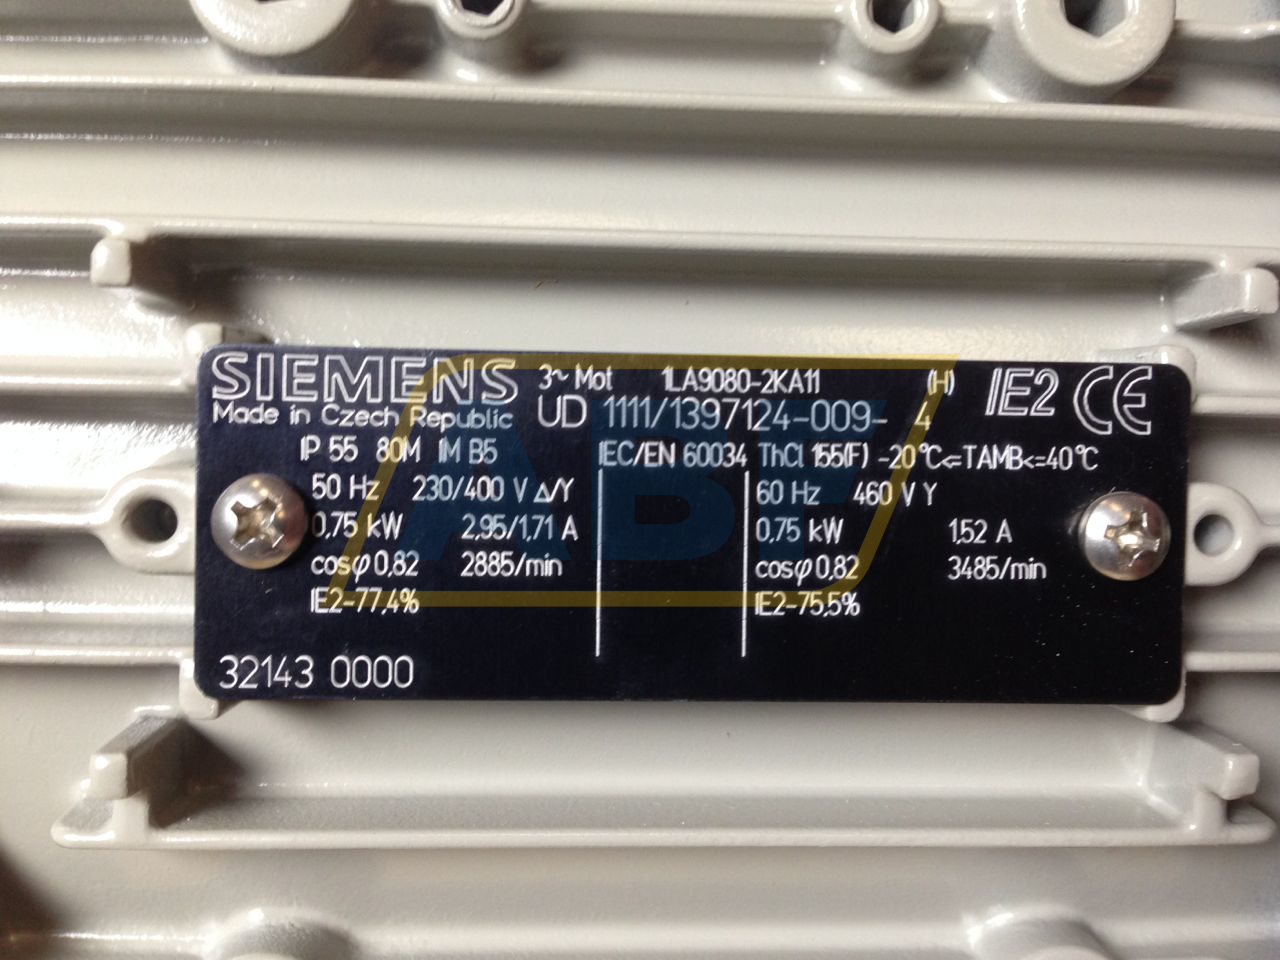 SIEMENS 3~ Mot 1LA9080-2KA11 (H) IE2 CE
Made in Czech Republic UD 1111/1397124-009- 4
IP 55 80M IM B5 IEC/EN 60034 ThCl 155(F) -20°C<=TAMB<=40°C
50 Hz 230/400 V Δ/Y 60 Hz 460 V Y
0,75 kW 2,95/1,71 A 0,75 kW 1,52 A
cosφ 0,82 2885/min cosφ 0,82 3485/min
IE2-77,4% IE2-75,5%
32143 0000
ABF